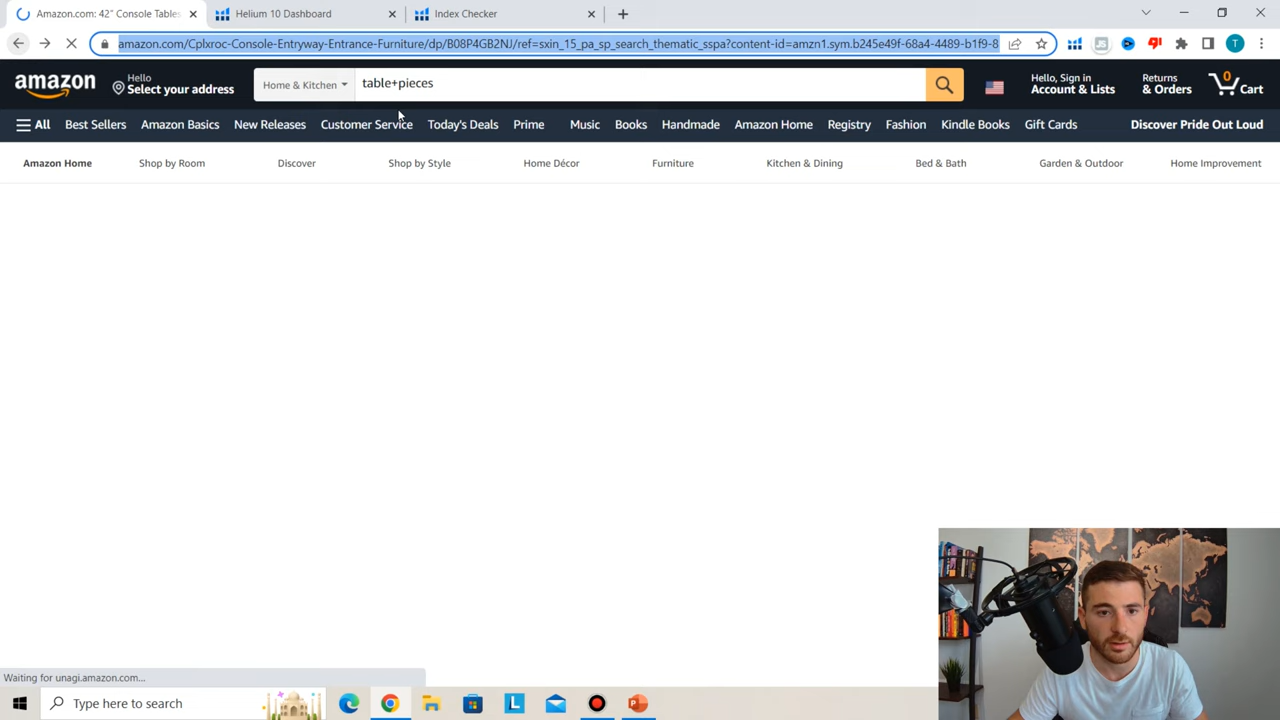 Amazon.com: 42" Console Tables
Helium 10 Dashboard
Index Checker
amazon.com/Cplxroc-Console-Entryway-Entrance-Furniture/dp/B08P4GB2NJ/ref=sxin_15_pa_sp_search_thematic_sspa?content-id=amzn1.sym.b245e49f-68a4-4489-b1f9-8
JS
T
amazon
Hello
Select your address
Home & Kitchen
table+pieces
Hello, Sign in
Account & Lists
Returns
& Orders
0
Cart
All
Best Sellers
Amazon Basics
New Releases
Customer Service
Today's Deals
Prime
Music
Books
Handmade
Amazon Home
Registry
Fashion
Kindle Books
Gift Cards
Discover Pride Out Loud
Amazon Home
Shop by Room
Discover
Shop by Style
Home Décor
Furniture
Kitchen & Dining
Bed & Bath
Garden & Outdoor
Home Improvement
Waiting for unagi.amazon.com...
Type here to search
L
P